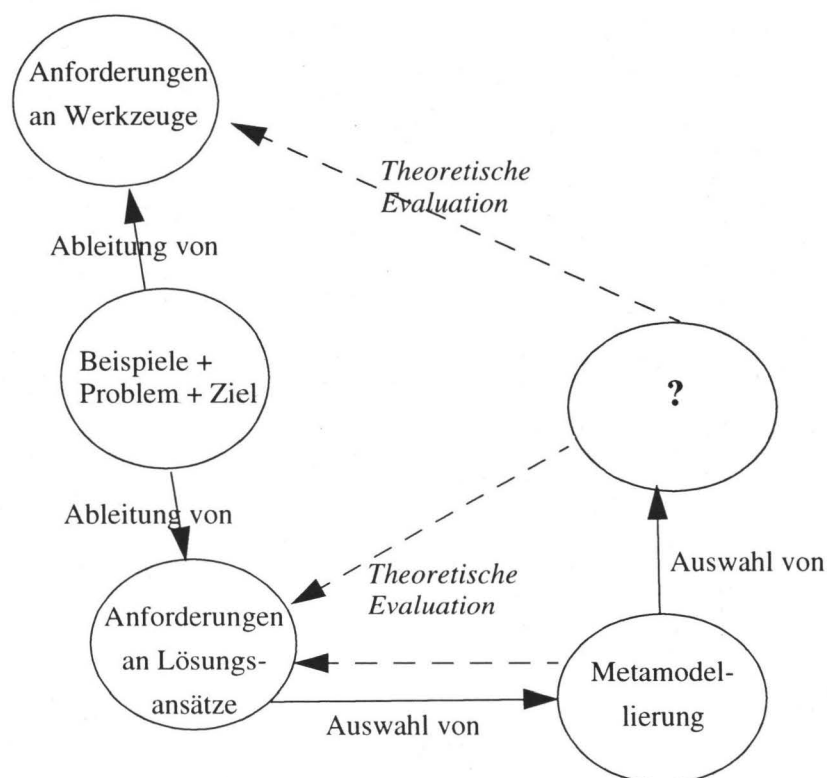 Anforderungen
an Werkzeuge
Theoretische
Evaluation
Ableitung von
Beispiele +
Problem + Ziel
?
Ableitung von
Theoretische
Evaluation
Auswahl von
Anforderungen
an Lösungs-
ansätze
Metamodel-
lierung
Auswahl von